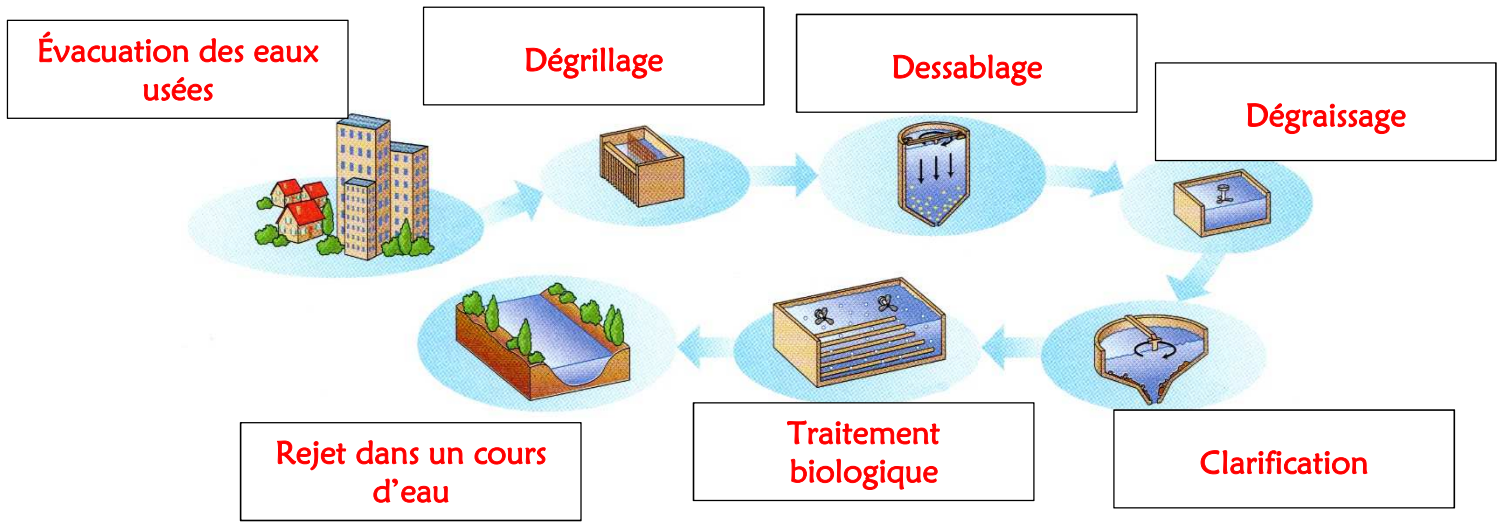 Évacuation des eaux
usées
Dégrillage
Dessablage
Dégraissage
Clarification
Traitement
biologique
Rejet dans un cours
d’eau